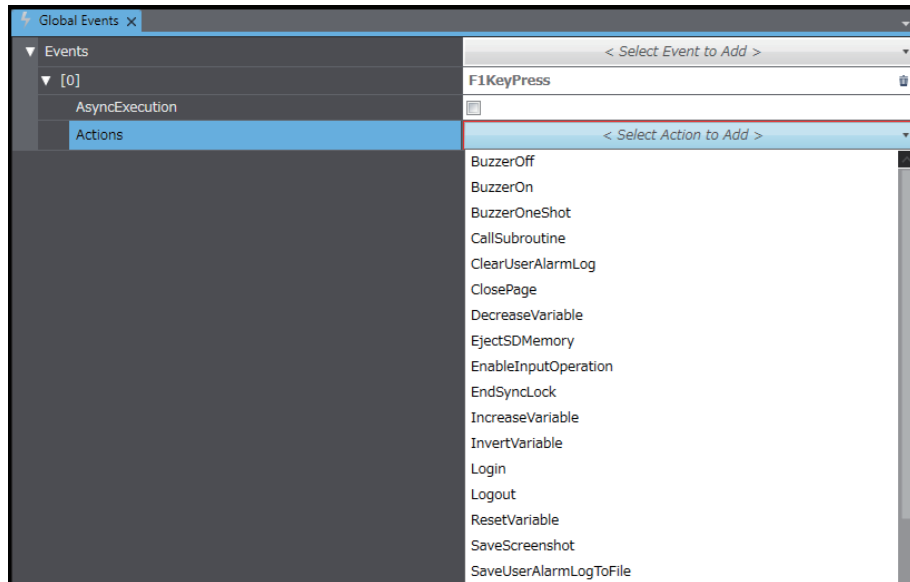 Global Events
Events < Select Event to Add >
[0] F1KeyPress
AsyncExecution
Actions < Select Action to Add >
BuzzerOff
BuzzerOn
BuzzerOneShot
CallSubroutine
ClearUserAlarmLog
ClosePage
DecreaseVariable
EjectSDMemory
EnableInputOperation
EndSyncLock
IncreaseVariable
InvertVariable
Login
Logout
ResetVariable
SaveScreenshot
SaveUserAlarmLogToFile